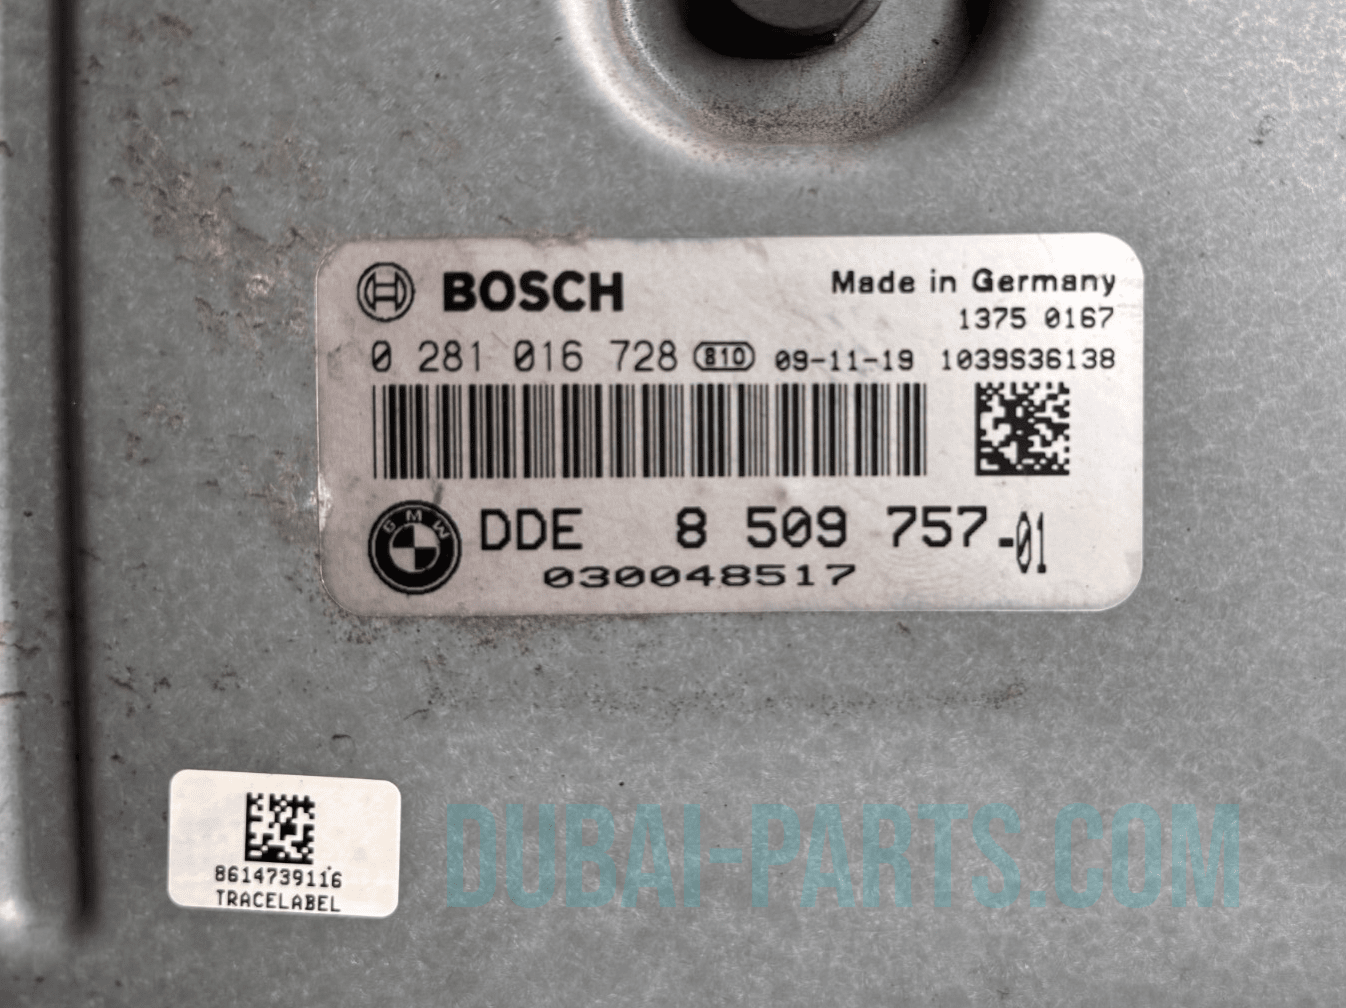 BOSCH
Made in Germany
1375 0167
0 281 016 728 810 09-11-19 1039S36138
BMW DDE 8 509 757-01
030048517
8614739116
TRACELABEL
DUBAI-PARTS.COM